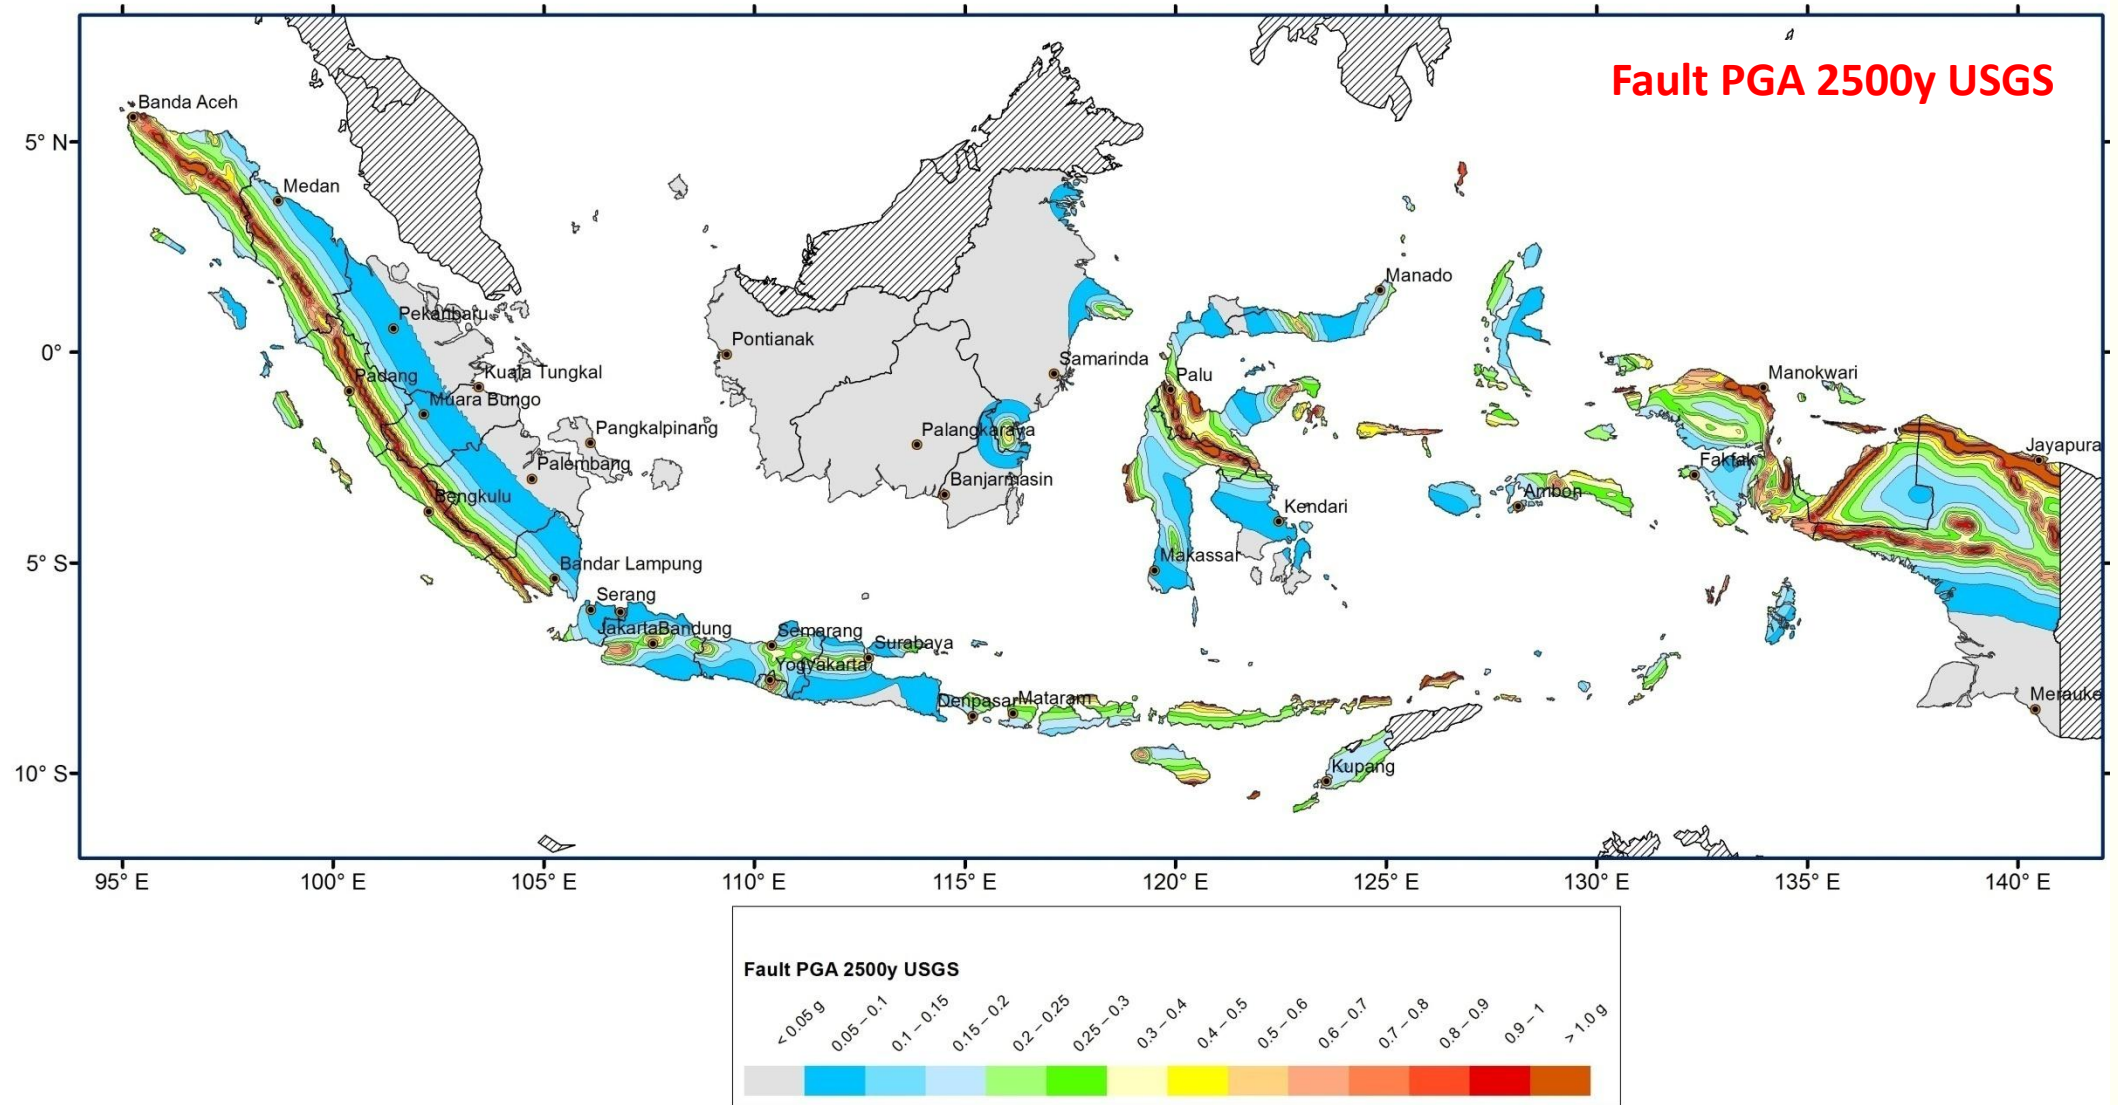 Fault PGA 2500y USGS
Banda Aceh
5° N
Medan
Manado
Pekanbaru
Pontianak
0°
Samarinda
Kuala Tungkal
Padang
Palu
Manokwari
Muara Bungo
Pangkalpinang
Palangkaraya
Jayapura
Palembang
Fakfak
Bengkulu
Banjarmasin
Ambon
Kendari
5° S
Bandar Lampung
Makassar
Serang
Jakarta
Bandung
Semarang
Surabaya
Yogyakarta
Denpasar
Mataram
Merauke
10° S
Kupang
95° E
100° E
105° E
110° E
115° E
120° E
125° E
130° E
135° E
140° E
Fault PGA 2500y USGS
< 0.05 g
0.05 – 0.1
0.1 – 0.15
0.15 – 0.2
0.2 – 0.25
0.25 – 0.3
0.3 – 0.4
0.4 – 0.5
0.5 – 0.6
0.6 – 0.7
0.7 – 0.8
0.8 – 0.9
0.9 – 1
> 1.0 g